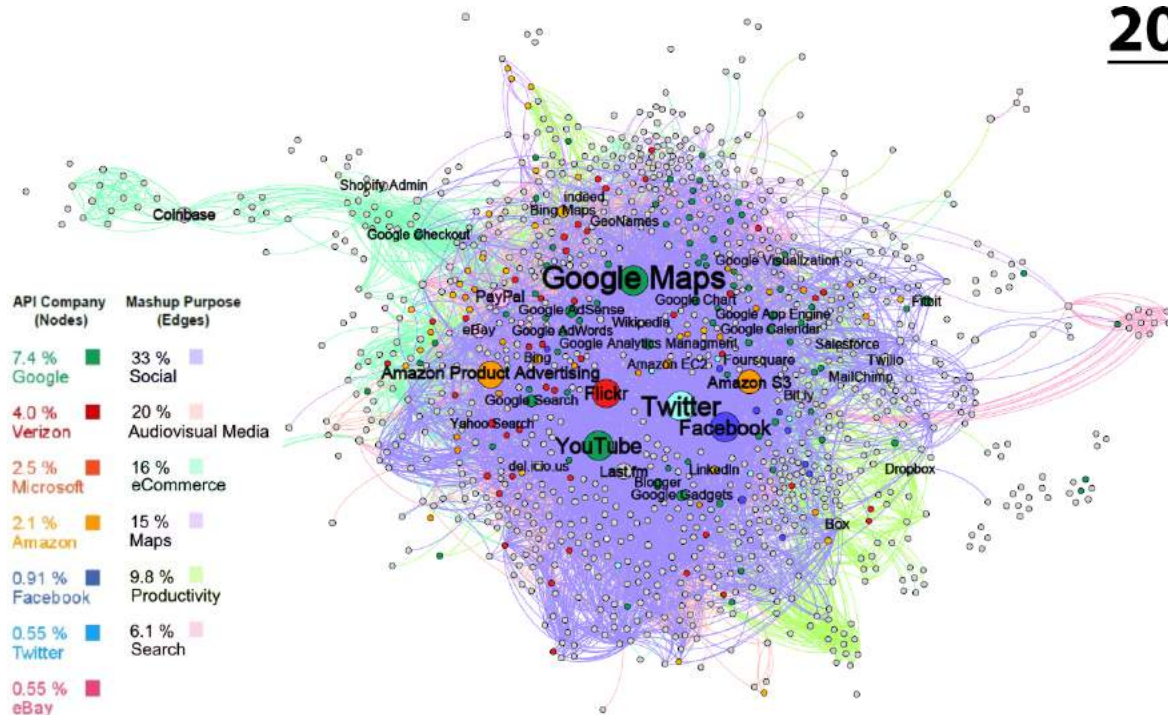 20
Shopify Admin
Coinbase
indeed
Bing Maps
GeoNames
Google Checkout
Google Visualization
Google Maps
PayPal
Google Chart
Fitbit
Google AdSense
Google App Engine
Wikipedia
eBay
Google AdWords
Google Calendar
Google Analytics Managment
Salesforce
Bing
Amazon EC2
Foursquare
Twilio
Amazon Product Advertising
Amazon S3
MailChimp
Flickr
Bit.ly
Google Search
Twitter
Yahoo Search
Facebook
YouTube
del.icio.us
Last.fm
LinkedIn
Dropbox
Blogger
Google Gadgets
Box
API Company
(Nodes)
7.4 %
Google
4.0 %
Verizon
2.5 %
Microsoft
2.1 %
Amazon
0.91 %
Facebook
0.55 %
Twitter
0.55 %
eBay
Mashup Purpose
(Edges)
33 %
Social
20 %
Audiovisual Media
16 %
eCommerce
15 %
Maps
9.8 %
Productivity
6.1 %
Search